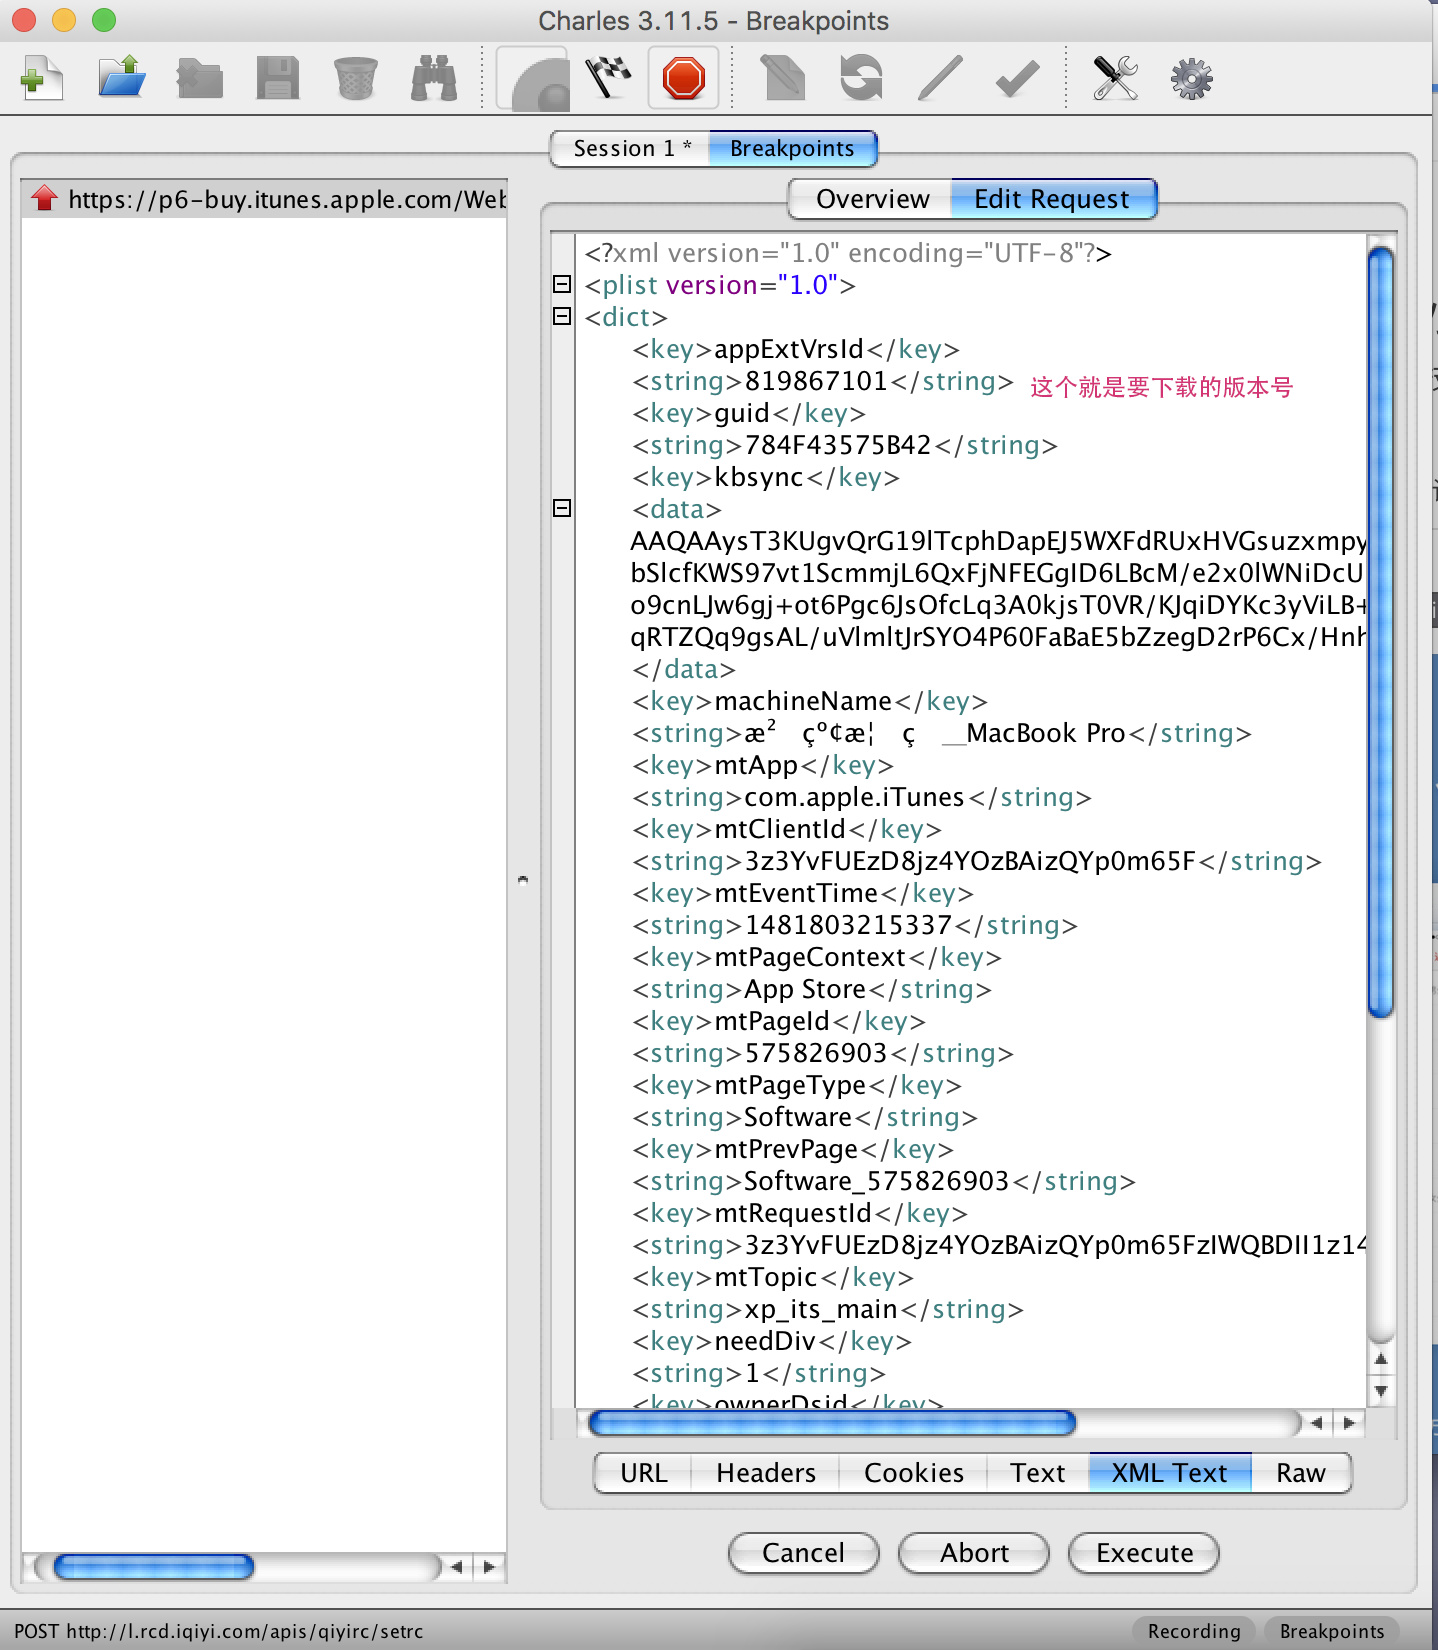 Charles 3.11.5 - Breakpoints
Session 1 *
Breakpoints
https://p6-buy.itunes.apple.com/Web
Overview
Edit Request
<?xml version="1.0" encoding="UTF-8"?>
<plist version="1.0">
<dict>
<key>appExtVrsId</key>
<string>819867101</string> 这个就是要下载的版本号
<key>guid</key>
<string>784F43575B42</string>
<key>kbsync</key>
<data>
AAQAAysT3KUgvQrG19lTcphDapEJ5WXFdRUxHVGsuzxmpy
bSlcfKWS97vt1ScmmjL6QxFjNFEGgID6LBcM/e2x0lWNiDcU
o9cnLJw6gj+ot6Pgc6JsOfcLq3A0kjsT0VR/KJqiDYKc3yViLB+
qRTZQq9gsAL/uVlmltJrSYO4P60FaBaE5bZzegD2rP6Cx/Hnh
</data>
<key>machineName</key>
<string>æ² çº¢æ¦ ç __MacBook Pro</string>
<key>mtApp</key>
<string>com.apple.iTunes</string>
<key>mtClientId</key>
<string>3z3YvFUEzD8jz4YOzBAizQYp0m65F</string>
<key>mtEventTime</key>
<string>1481803215337</string>
<key>mtPageContext</key>
<string>App Store</string>
<key>mtPageId</key>
<string>575826903</string>
<key>mtPageType</key>
<string>Software</string>
<key>mtPrevPage</key>
<string>Software_575826903</string>
<key>mtRequestId</key>
<string>3z3YvFUEzD8jz4YOzBAizQYp0m65FzIWQBDII1z14
<key>mtTopic</key>
<string>xp_its_main</string>
<key>needDiv</key>
<string>1</string>
<key>ownerDsid</key>
URL
Headers
Cookies
Text
XML Text
Raw
Cancel
Abort
Execute
POST http://l.rcd.iqiyi.com/apis/qiyirc/setrc
Recording
Breakpoints